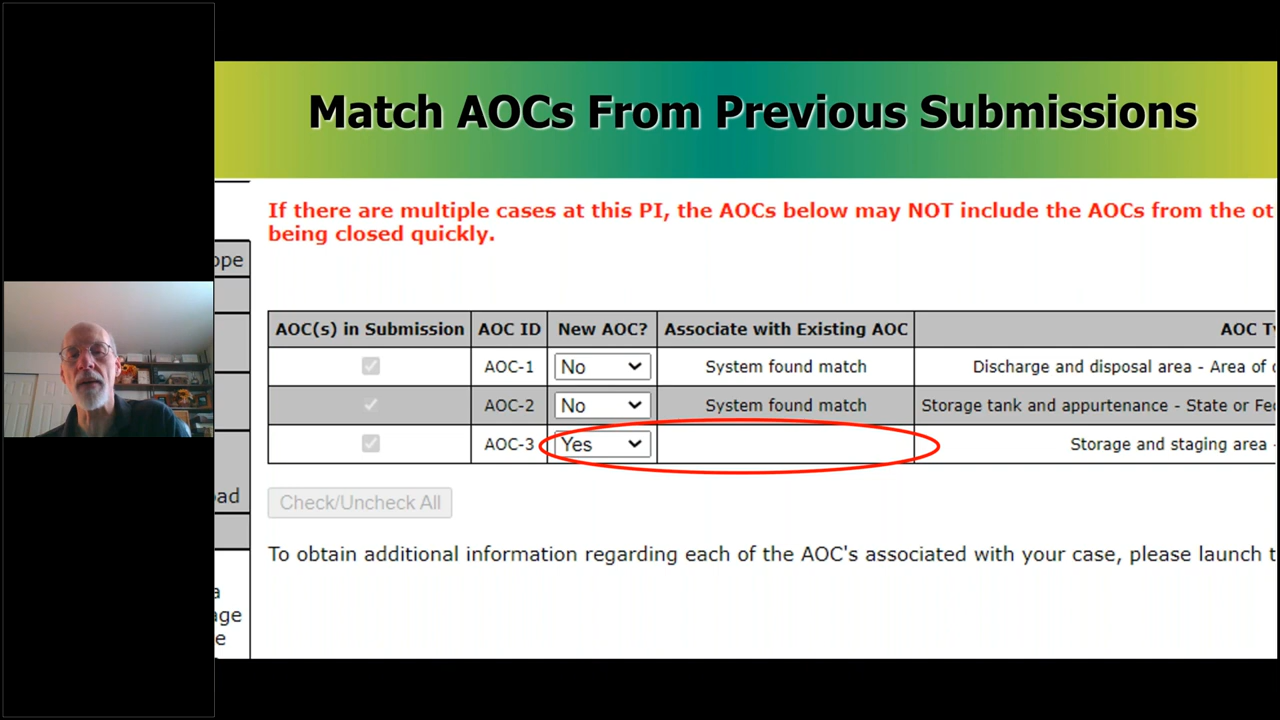 Match AOCs From Previous Submissions
If there are multiple cases at this PI, the AOCs below may NOT include the AOCs from the ot
being closed quickly.
ope
AOC(s) in Submission AOC ID New AOC? Associate with Existing AOC AOC Ty
AOC-1 No System found match Discharge and disposal area - Area of c
AOC-2 No System found match Storage tank and appurtenance - State or Fed
AOC-3 Yes Storage and staging area -
oad
Check/Uncheck All
To obtain additional information regarding each of the AOC's associated with your case, please launch t
a
age
e